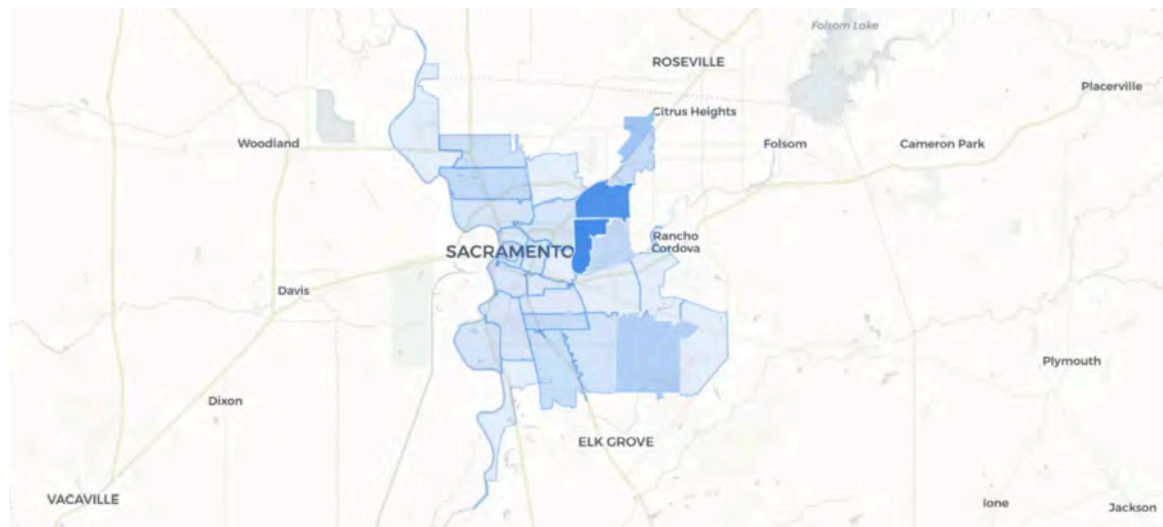 Folsom Lake
ROSEVILLE
Placerville
Citrus Heights
Woodland
Folsom
Cameron Park
Rancho
Cordova
SACRAMENTO
Davis
Plymouth
Dixon
ELK GROVE
VACAVILLE
Ione
Jackson